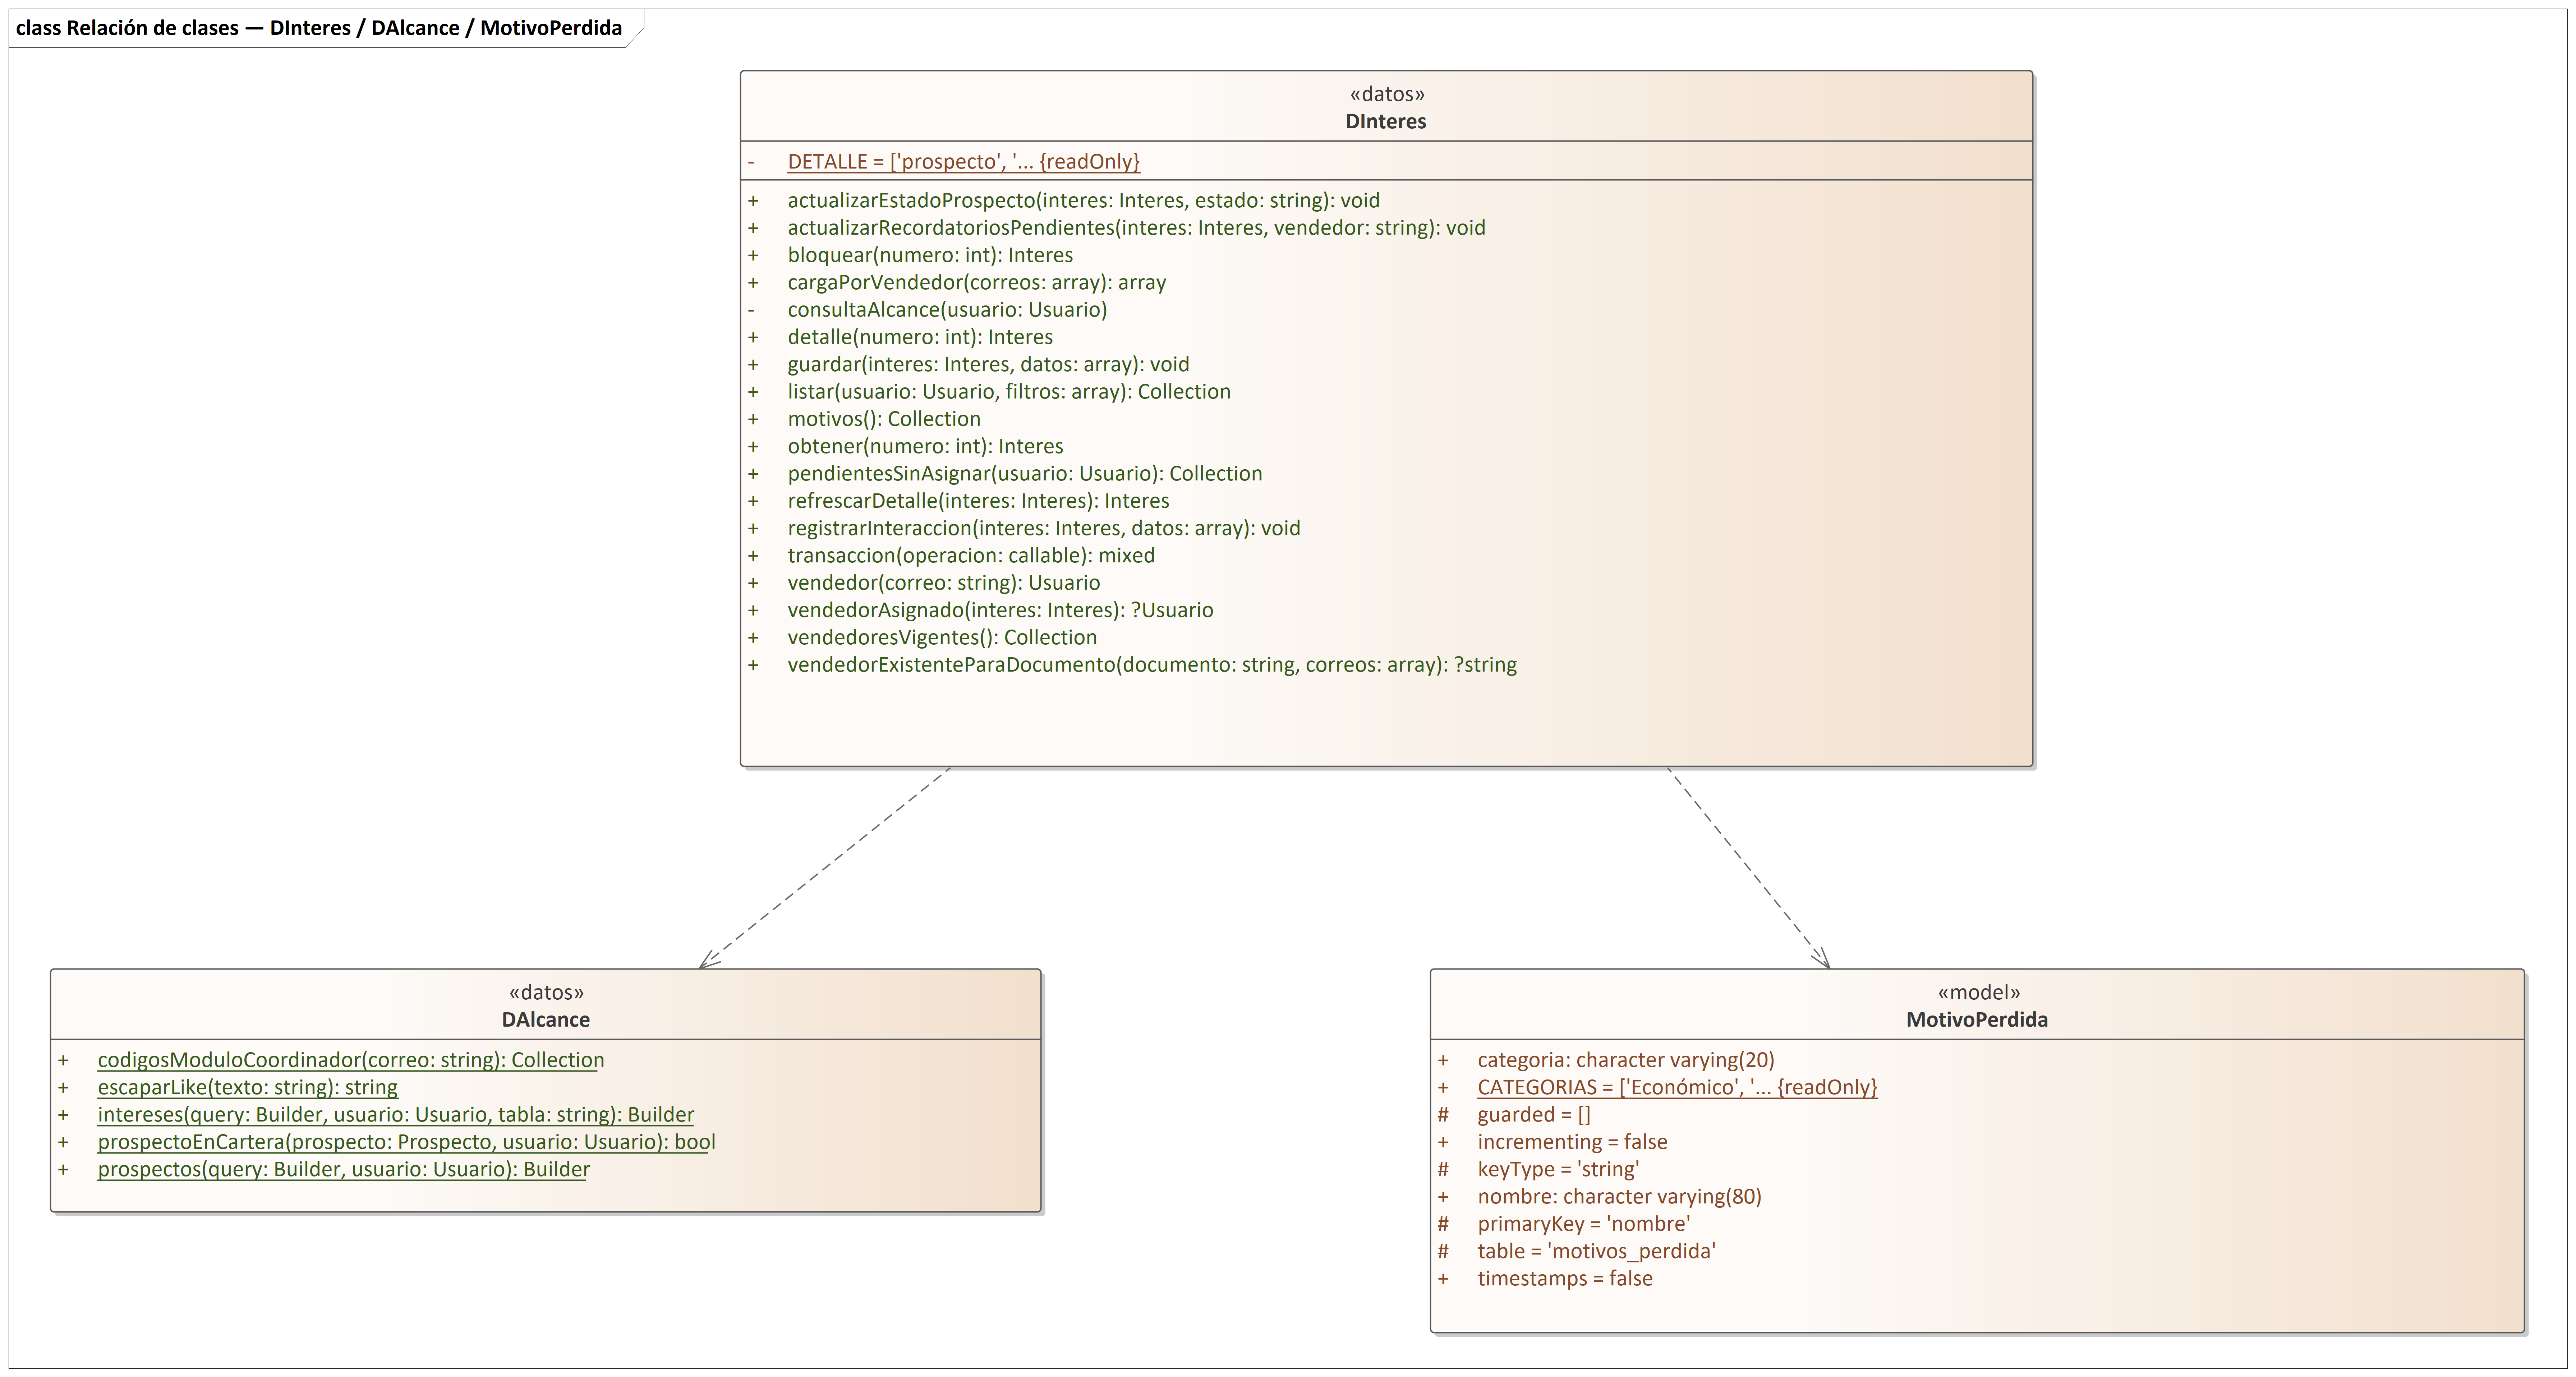 class Relación de clases — DInteres / DAlcance / MotivoPerdida
«datos»
DInteres
- DETALLE = ['prospecto', '... {readOnly}
+ actualizarEstadoProspecto(interes: Interes, estado: string): void
+ actualizarRecordatoriosPendientes(interes: Interes, vendedor: string): void
+ bloquear(numero: int): Interes
+ cargaPorVendedor(correos: array): array
- consultaAlcance(usuario: Usuario)
+ detalle(numero: int): Interes
+ guardar(interes: Interes, datos: array): void
+ listar(usuario: Usuario, filtros: array): Collection
+ motivos(): Collection
+ obtener(numero: int): Interes
+ pendientesSinAsignar(usuario: Usuario): Collection
+ refrescarDetalle(interes: Interes): Interes
+ registrarInteraccion(interes: Interes, datos: array): void
+ transaccion(operacion: callable): mixed
+ vendedor(correo: string): Usuario
+ vendedorAsignado(interes: Interes): ?Usuario
+ vendedoresVigentes(): Collection
+ vendedorExistenteParaDocumento(documento: string, correos: array): ?string
«datos»
DAlcance
+ codigosModuloCoordinador(correo: string): Collection
+ escaparLike(texto: string): string
+ intereses(query: Builder, usuario: Usuario, tabla: string): Builder
+ prospectoEnCartera(prospecto: Prospecto, usuario: Usuario): bool
+ prospectos(query: Builder, usuario: Usuario): Builder
«model»
MotivoPerdida
+ categoria: character varying(20)
+ CATEGORIAS = ['Económico', '... {readOnly}
# guarded = []
+ incrementing = false
# keyType = 'string'
+ nombre: character varying(80)
# primaryKey = 'nombre'
# table = 'motivos_perdida'
+ timestamps = false